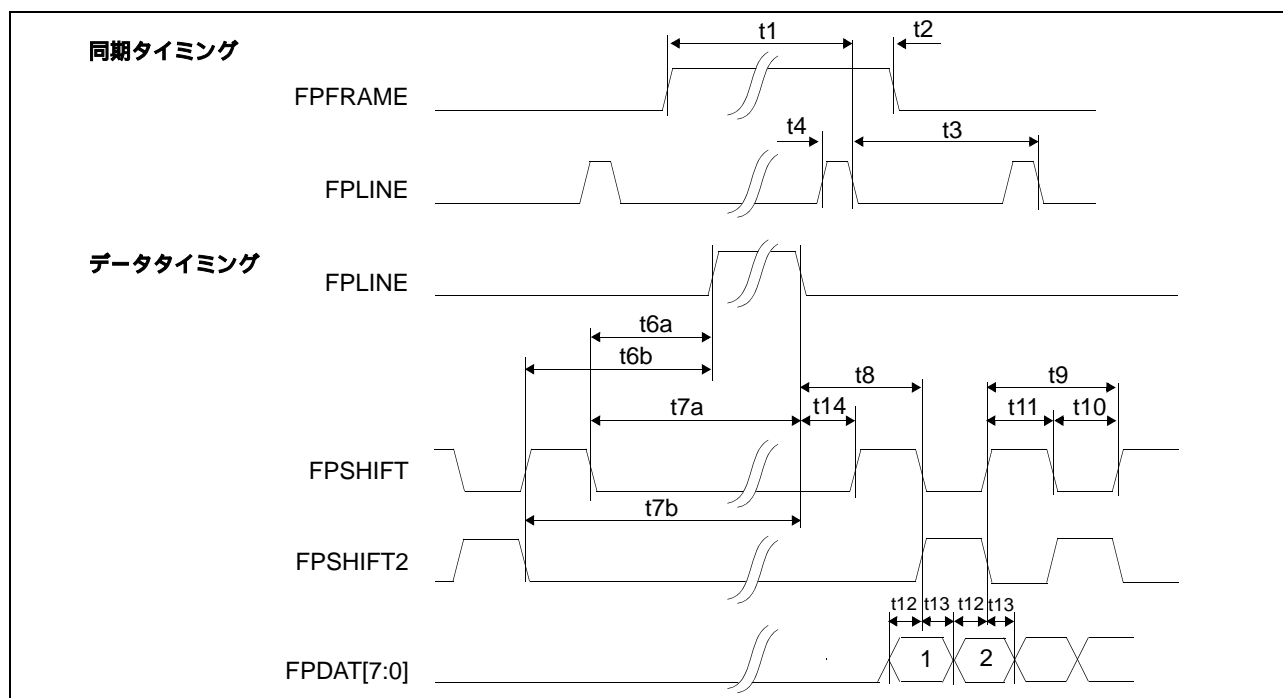 同期タイミング
t1
t2
FPFRAME
t4
t3
FPLINE
データタイミング
FPLINE
t6a
t6b
t8
t9
t7a
t14
t11
t10
FPSHIFT
t7b
FPSHIFT2
t12
t13
t12
t13
FPDAT[7:0]
1
2